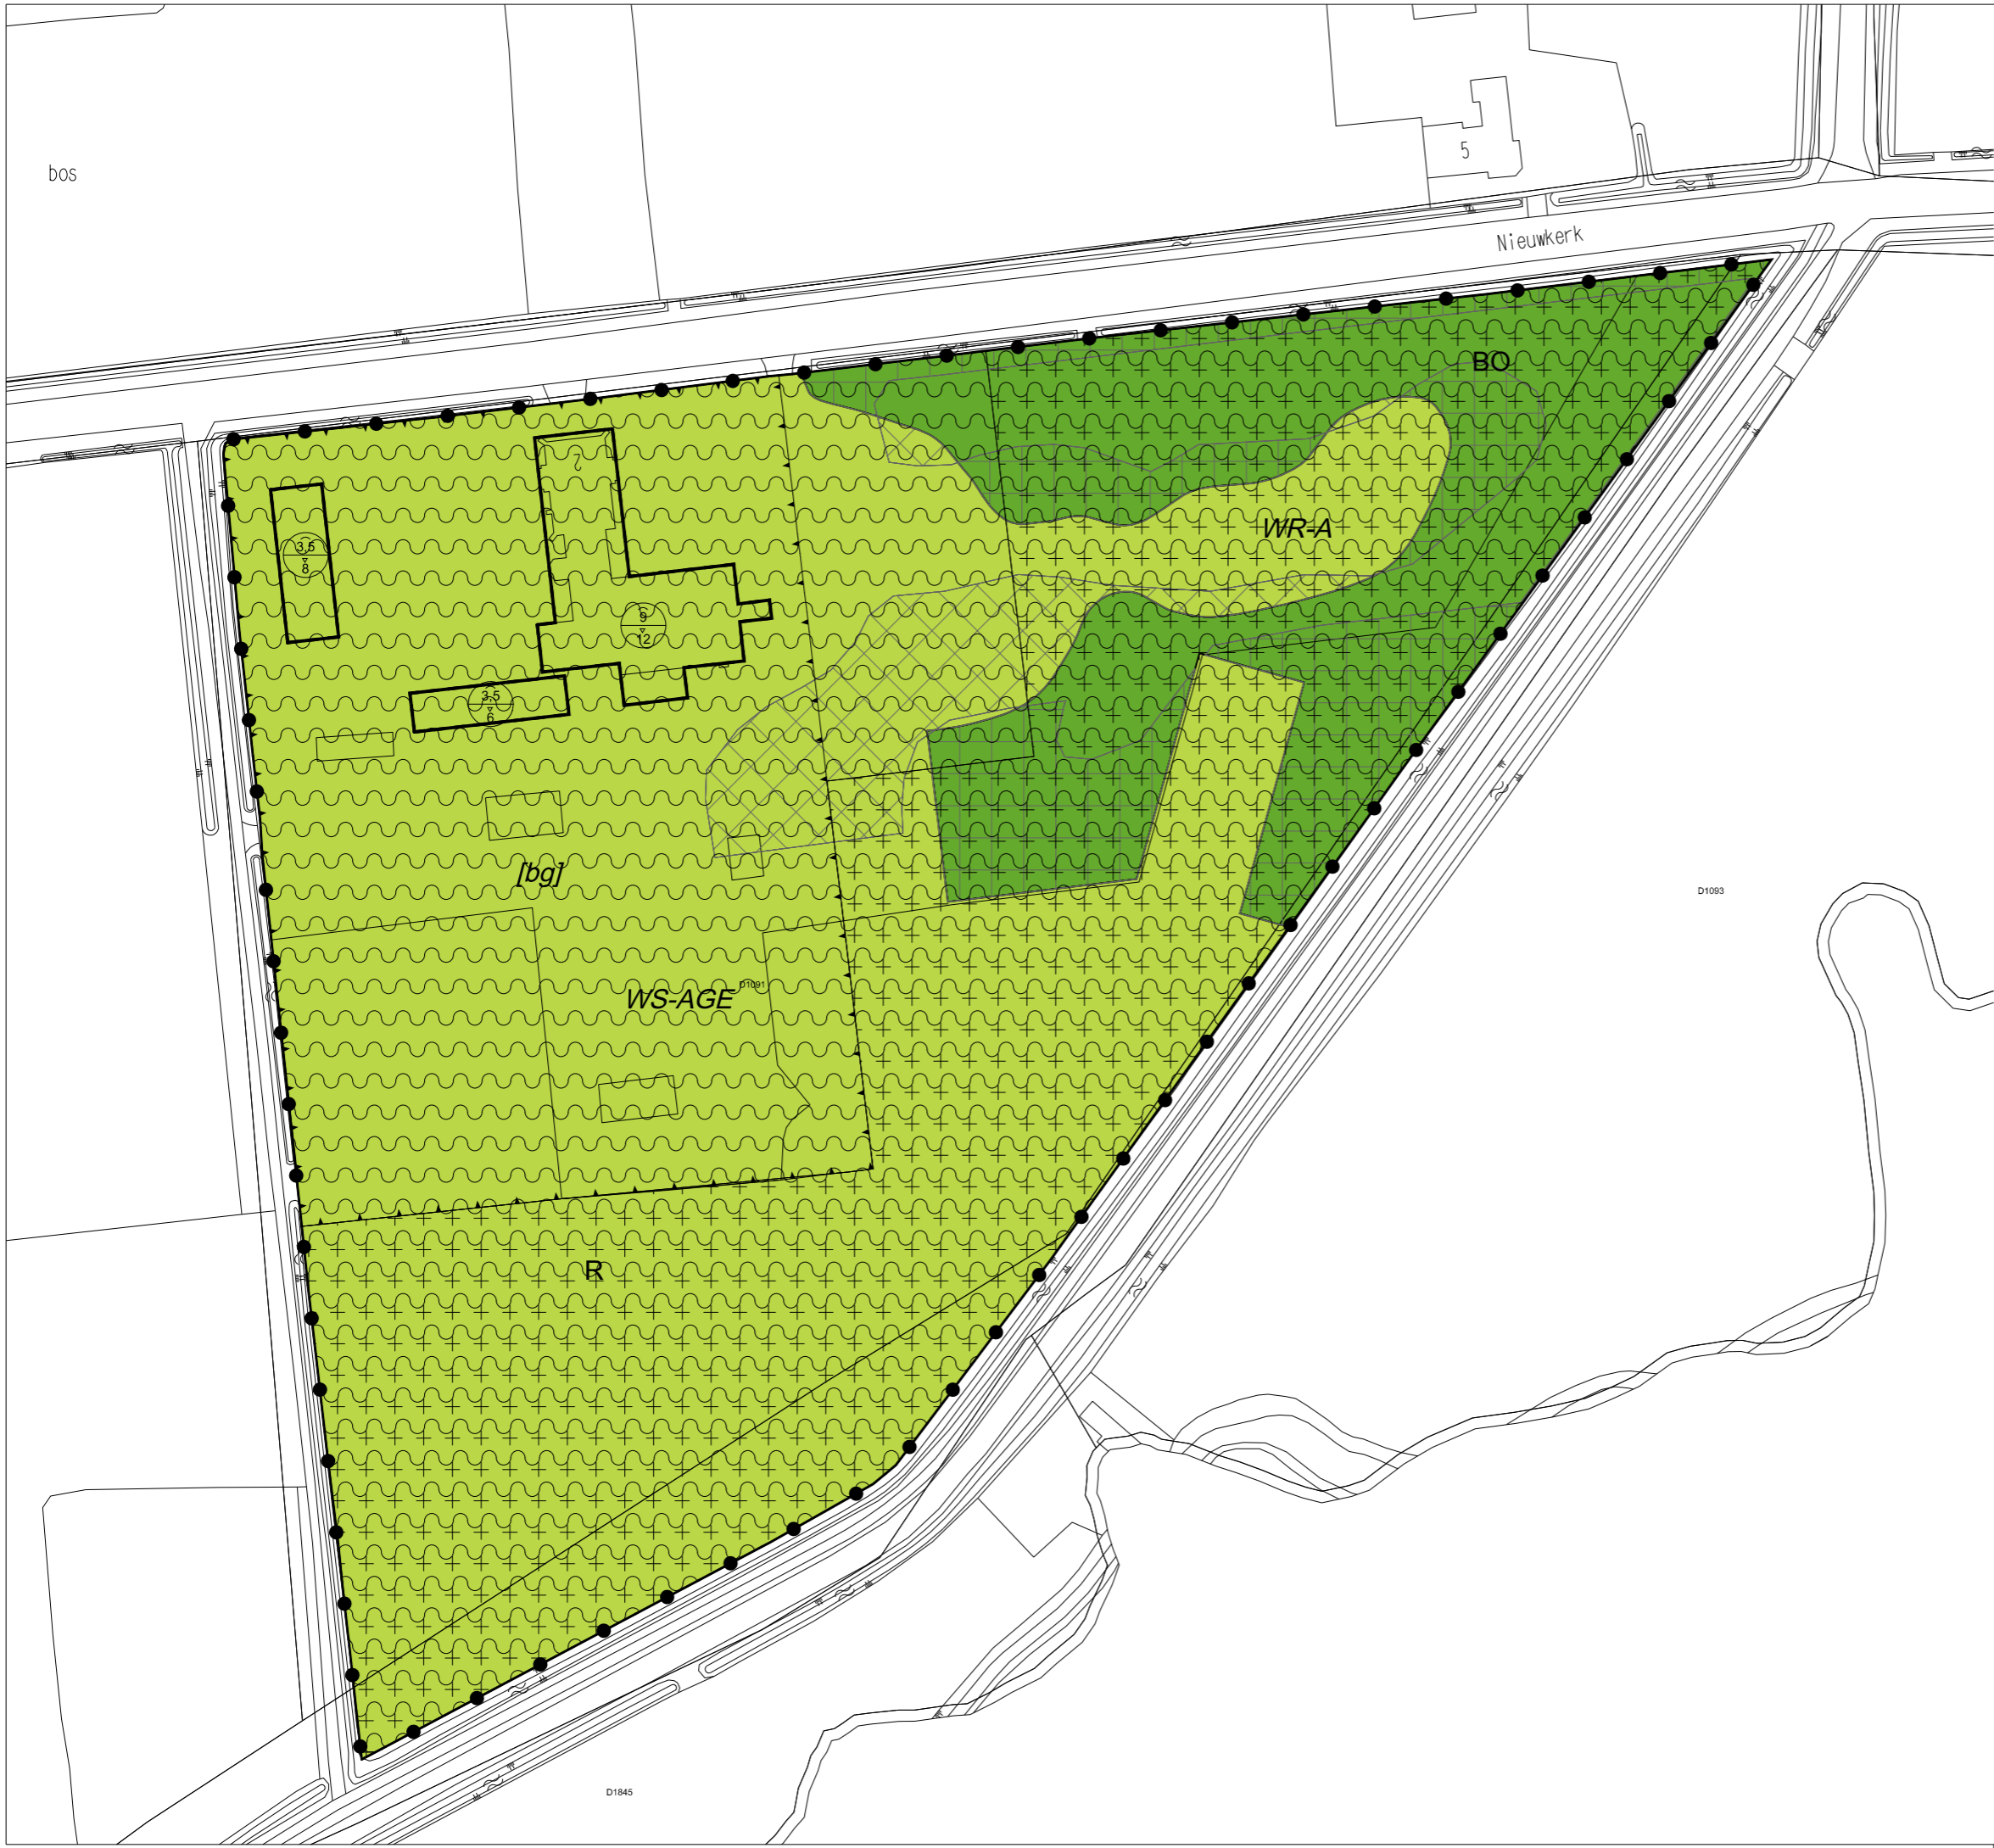 bos
5
Nieuwkerk
BO
2
WR-A
3,5
8
9
12
3,5
6
[bg]
D1093
WS-AGE
D1091
R
D1845